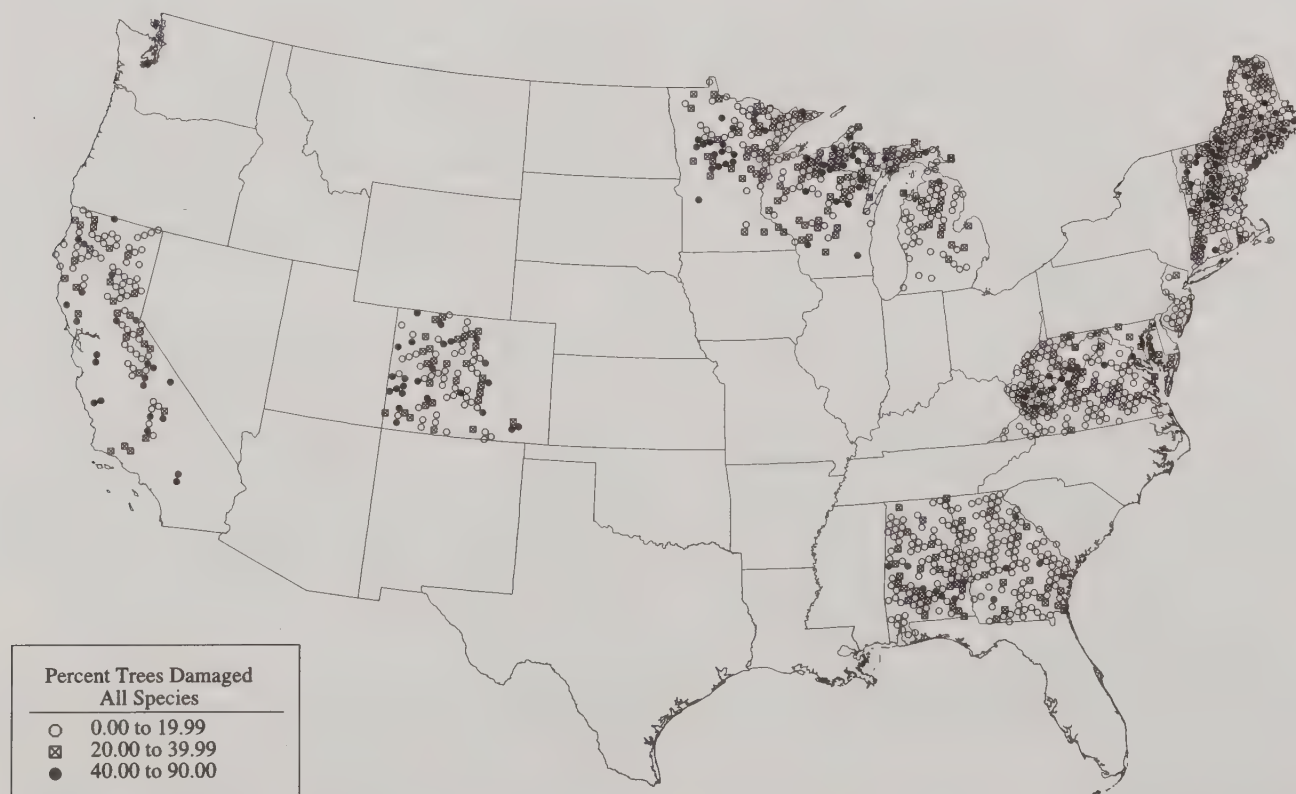 Percent Trees Damaged
All Species
0.00 to 19.99
20.00 to 39.99
40.00 to 90.00